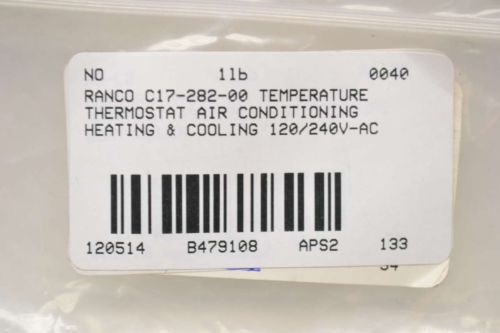 NO 1lb 0040
RANCO C17-282-00 TEMPERATURE
THERMOSTAT AIR CONDITIONING
HEATING & COOLING 120/240V-AC
120514 B479108 APS2 133